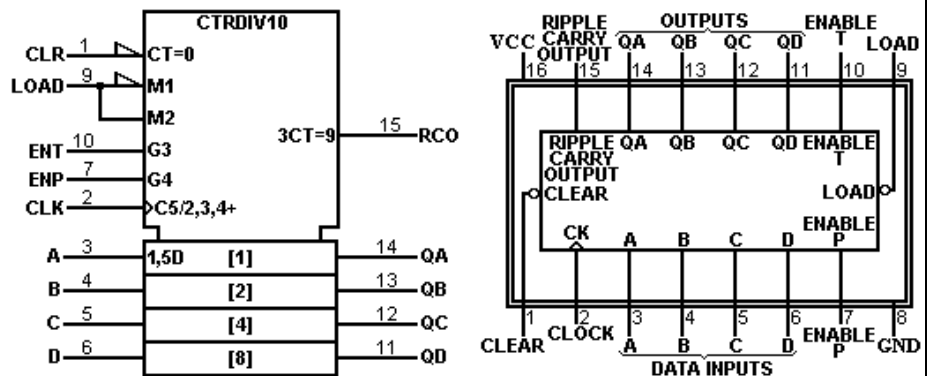 CTRDIV10
CLR 1 CT=0
LOAD 9 M1
M2
3CT=9 15 RCO
ENT 10 G3
ENP 7 G4
CLK 2 C5/2,3,4+
A 3 1,5D [1] 14 QA
B 4 [2] 13 QB
C 5 [4] 12 QC
D 6 [8] 11 QD
RIPPLE OUTPUTS ENABLE
VCC CARRY QA QB QC QD T LOAD
OUTPUT
16 15 14 13 12 11 10 9
RIPPLE QA QB QC QD ENABLE
CARRY T
OUTPUT
CLEAR LOAD
CK A B C D ENABLE
P
1 2 3 4 5 6 7 8
CLEAR CLOCK A B C D ENABLE GND
P
DATA INPUTS